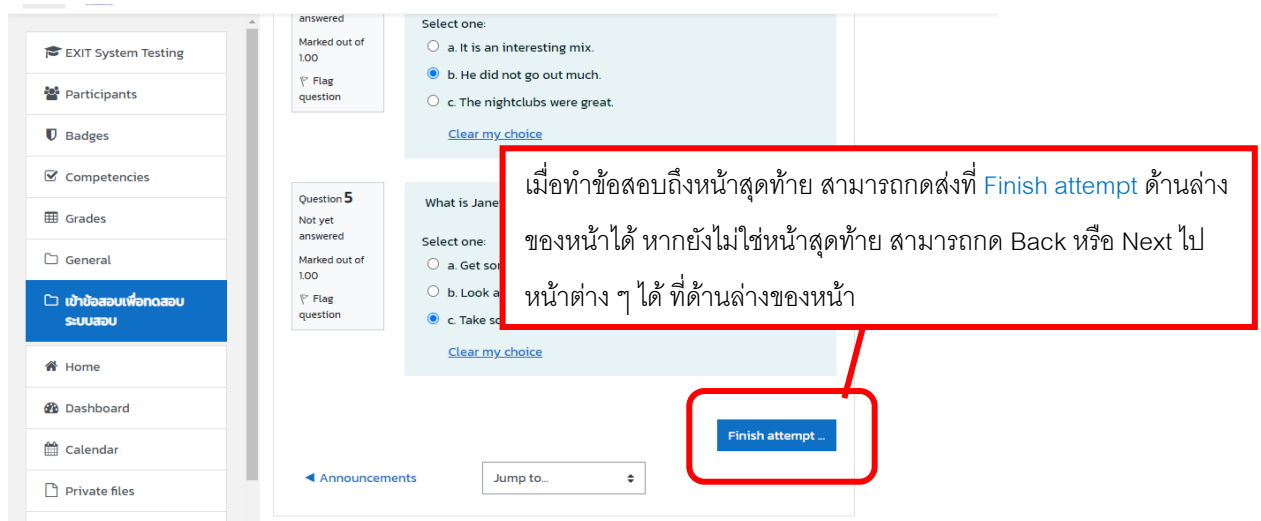 EXIT System Testing
Participants
Badges
Competencies
Grades
General
เข้าข้อสอบเพื่อทดสอบ
ระบบสอบ
Home
Dashboard
Calendar
Private files
answered
Marked out of
1.00
Flag
question
Select one:
a. It is an interesting mix.
b. He did not go out much.
c. The nightclubs were great.
Clear my choice
Question 5
Not yet
answered
Marked out of
1.00
Flag
question
What is Jane
Select one:
a. Get so
b. Look a
c. Take so
Clear my choice
เมื่อทำข้อสอบถึงหน้าสุดท้าย สามารถกดส่งที่ Finish attempt ด้านล่าง
ของหน้าได้ หากยังไม่ใช่หน้าสุดท้าย สามารถกด Back หรือ Next ไป
หน้าต่าง ๆ ได้ ที่ด้านล่างของหน้า
Finish attempt ...
◄ Announcements
Jump to...